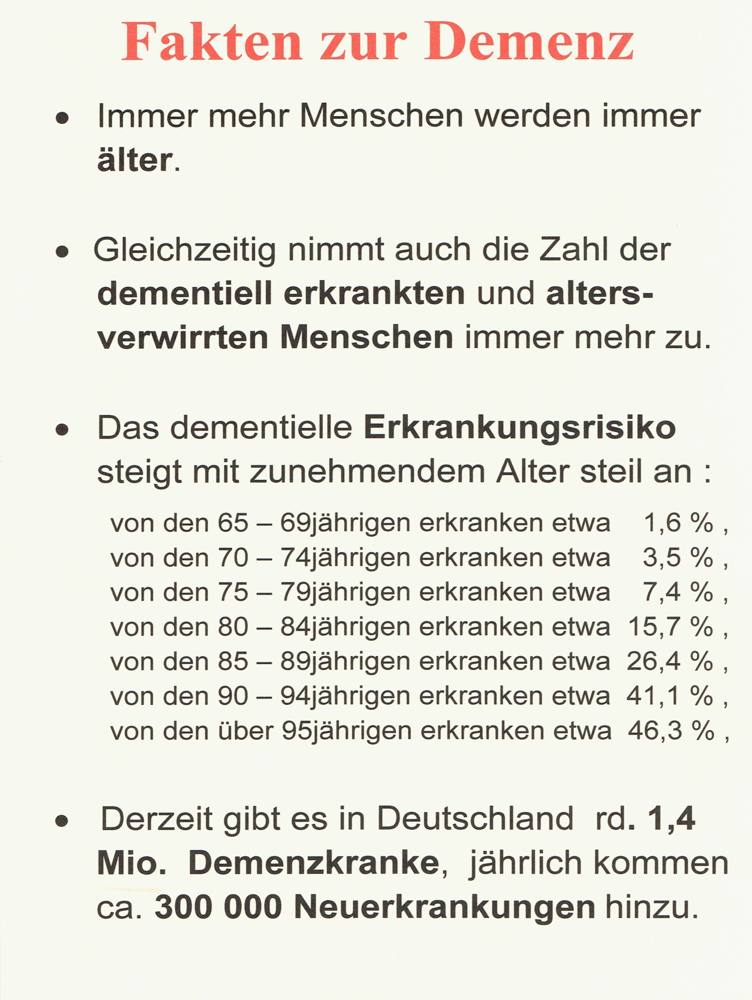 Fakten zur Demenz
• Immer mehr Menschen werden immer
älter.
• Gleichzeitig nimmt auch die Zahl der
dementiell erkrankten und alters-
verwirrten Menschen immer mehr zu.
• Das dementielle Erkrankungsrisiko
steigt mit zunehmendem Alter steil an :
von den 65 – 69jährigen erkranken etwa 1,6 % ,
von den 70 – 74jährigen erkranken etwa 3,5 % ,
von den 75 – 79jährigen erkranken etwa 7,4 % ,
von den 80 – 84jährigen erkranken etwa 15,7 % ,
von den 85 – 89jährigen erkranken etwa 26,4 % ,
von den 90 – 94jährigen erkranken etwa 41,1 % ,
von den über 95jährigen erkranken etwa 46,3 % ,
• Derzeit gibt es in Deutschland rd. 1,4
Mio. Demenzkranke, jährlich kommen
ca. 300 000 Neuerkrankungen hinzu.